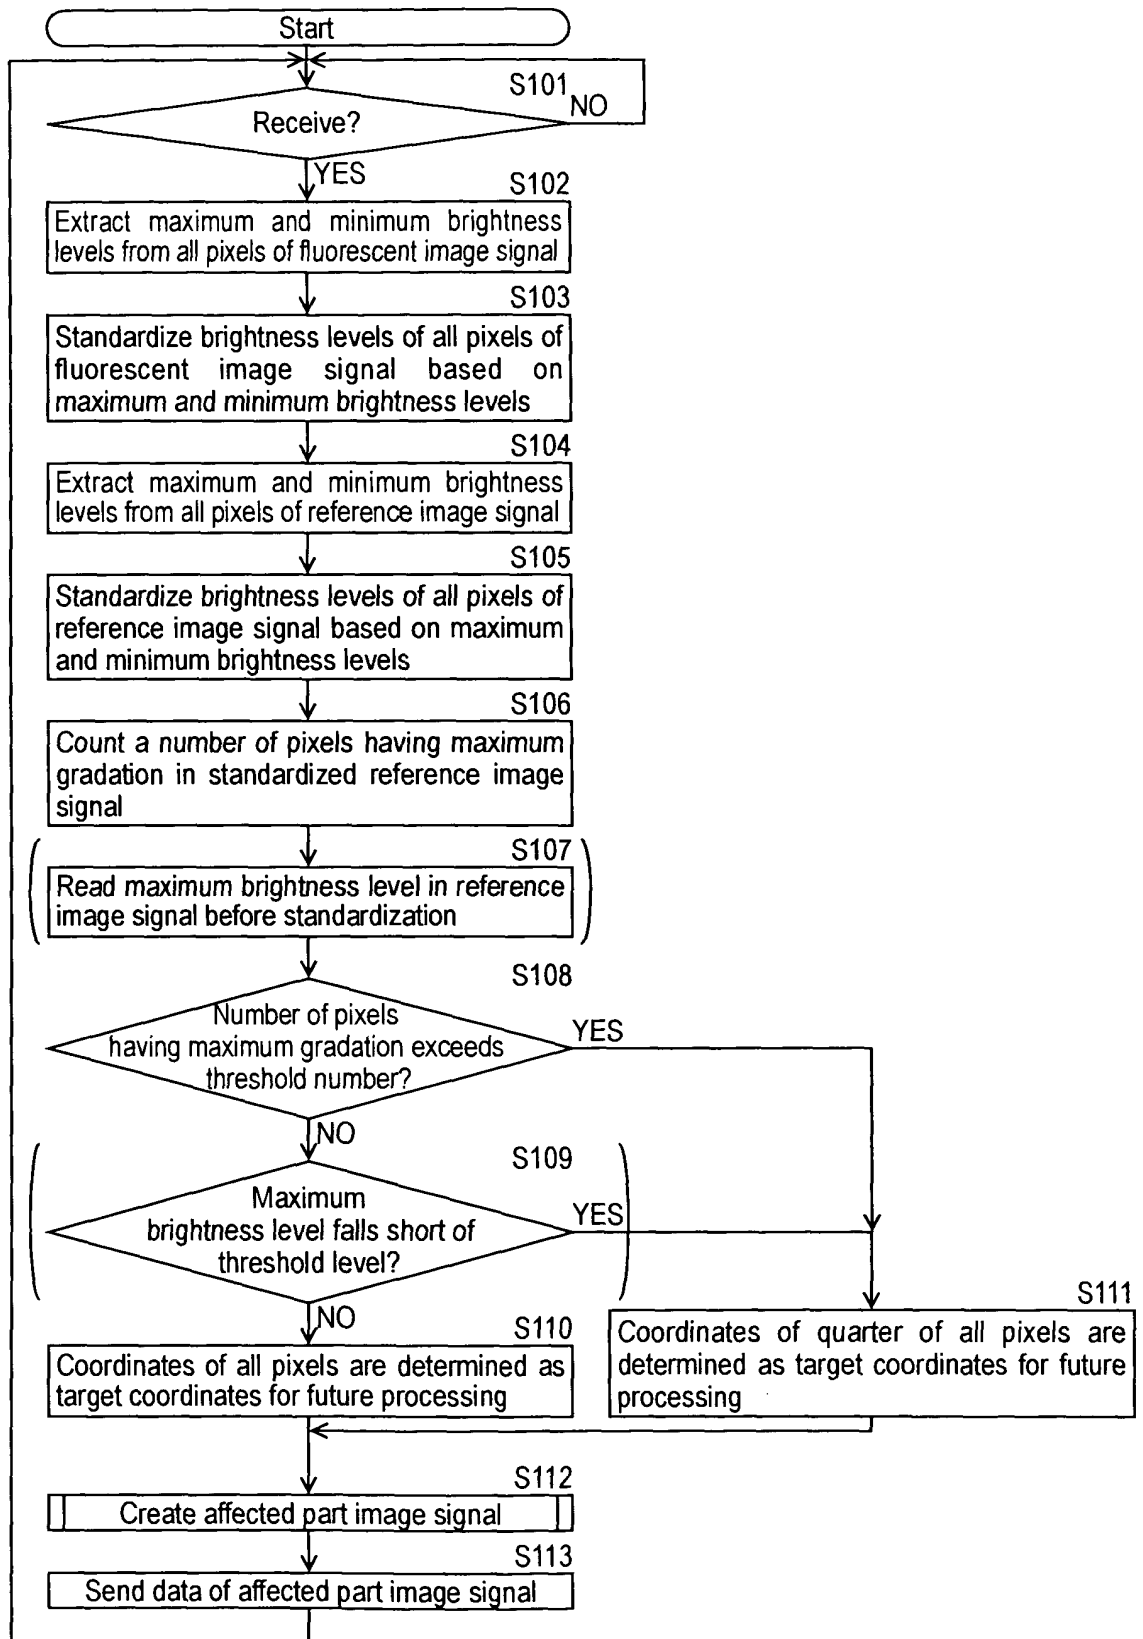 Start
S101
NO
Receive?
YES
S102
Extract maximum and minimum brightness
levels from all pixels of fluorescent image signal
S103
Standardize brightness levels of all pixels of
fluorescent image signal based on
maximum and minimum brightness levels
S104
Extract maximum and minimum brightness
levels from all pixels of reference image signal
S105
Standardize brightness levels of all pixels of
reference image signal based on maximum
and minimum brightness levels
S106
Count a number of pixels having maximum
gradation in standardized reference image
signal
S107
Read maximum brightness level in reference
image signal before standardization
S108
Number of pixels
having maximum gradation exceeds
threshold number?
YES
NO
S109
Maximum
brightness level falls short of
threshold level?
YES
NO
S110
Coordinates of all pixels are determined as
target coordinates for future processing
S111
Coordinates of quarter of all pixels are
determined as target coordinates for future
processing
S112
Create affected part image signal
S113
Send data of affected part image signal